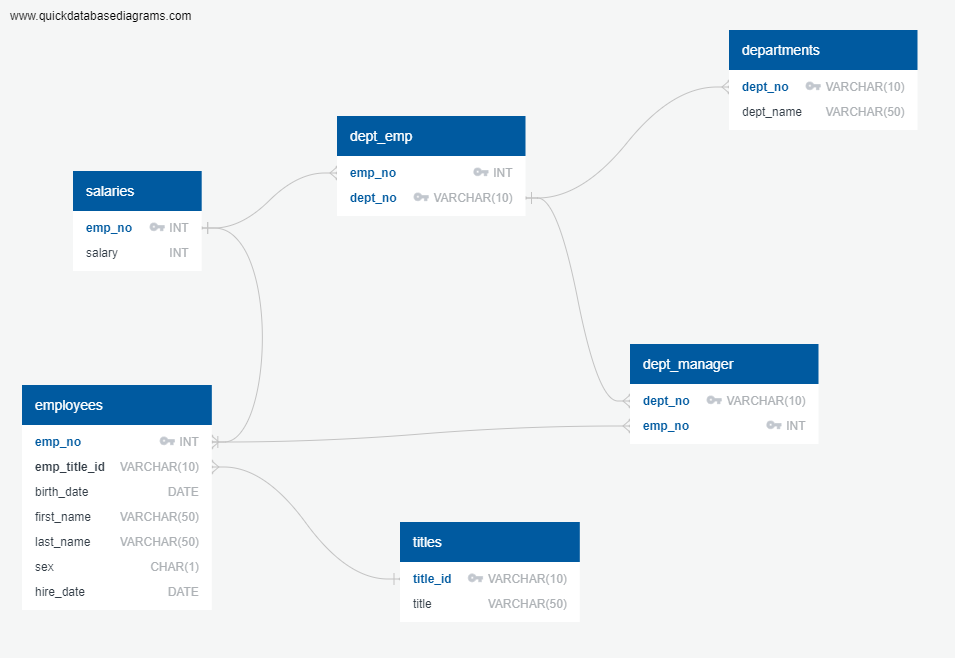 www.quickdatabasediagrams.com
departments
dept_no VARCHAR(10)
dept_name VARCHAR(50)
dept_emp
emp_no INT
dept_no VARCHAR(10)
salaries
emp_no INT
salary INT
dept_manager
dept_no VARCHAR(10)
emp_no INT
employees
emp_no INT
emp_title_id VARCHAR(10)
birth_date DATE
first_name VARCHAR(50)
last_name VARCHAR(50)
sex CHAR(1)
hire_date DATE
titles
title_id VARCHAR(10)
title VARCHAR(50)